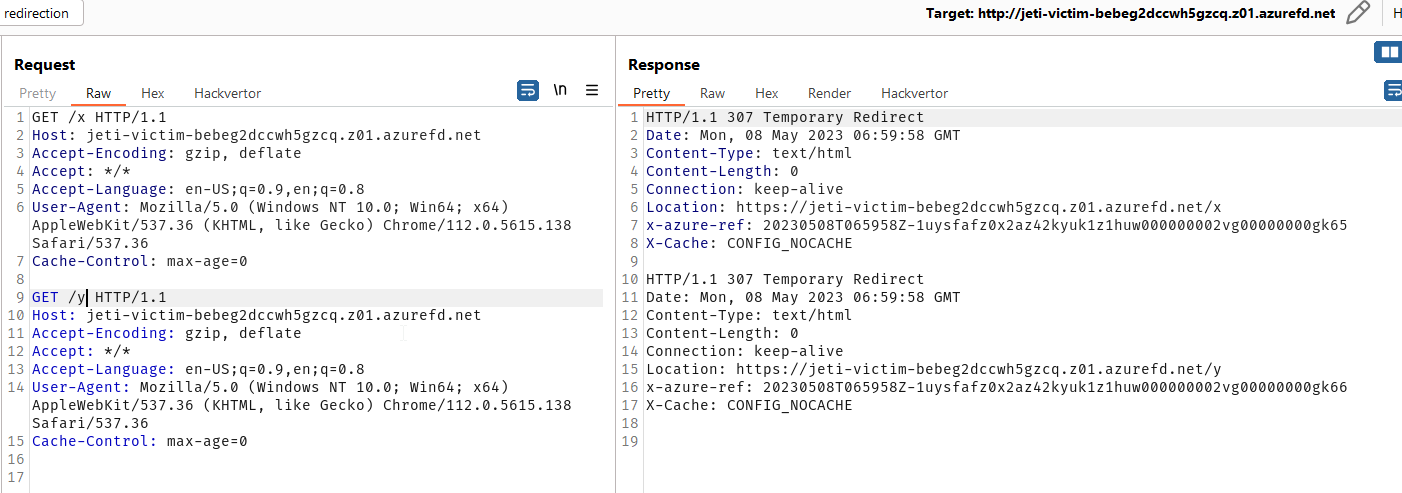 redirection
Target: http://jeti-victim-bebeg2dccwh5gzcq.z01.azurefd.net
H
Request
Pretty Raw Hex Hackvertor
\n
1 GET /x HTTP/1.1
2 Host: jeti-victim-bebeg2dccwh5gzcq.z01.azurefd.net
3 Accept-Encoding: gzip, deflate
4 Accept: */*
5 Accept-Language: en-US;q=0.9,en;q=0.8
6 User-Agent: Mozilla/5.0 (Windows NT 10.0; Win64; x64)
AppleWebKit/537.36 (KHTML, like Gecko) Chrome/112.0.5615.138
Safari/537.36
7 Cache-Control: max-age=0
8
9 GET /y HTTP/1.1
10 Host: jeti-victim-bebeg2dccwh5gzcq.z01.azurefd.net
11 Accept-Encoding: gzip, deflate
12 Accept: */*
13 Accept-Language: en-US;q=0.9,en;q=0.8
14 User-Agent: Mozilla/5.0 (Windows NT 10.0; Win64; x64)
AppleWebKit/537.36 (KHTML, like Gecko) Chrome/112.0.5615.138
Safari/537.36
15 Cache-Control: max-age=0
16
17
Response
Pretty Raw Hex Render Hackvertor
1 HTTP/1.1 307 Temporary Redirect
2 Date: Mon, 08 May 2023 06:59:58 GMT
3 Content-Type: text/html
4 Content-Length: 0
5 Connection: keep-alive
6 Location: https://jeti-victim-bebeg2dccwh5gzcq.z01.azurefd.net/x
7 x-azure-ref: 20230508T065958Z-1uysfafz0x2az42kyuk1z1huw000000002vg00000000gk65
8 X-Cache: CONFIG_NOCACHE
9
10 HTTP/1.1 307 Temporary Redirect
11 Date: Mon, 08 May 2023 06:59:58 GMT
12 Content-Type: text/html
13 Content-Length: 0
14 Connection: keep-alive
15 Location: https://jeti-victim-bebeg2dccwh5gzcq.z01.azurefd.net/y
16 x-azure-ref: 20230508T065958Z-1uysfafz0x2az42kyuk1z1huw000000002vg00000000gk66
17 X-Cache: CONFIG_NOCACHE
18
19